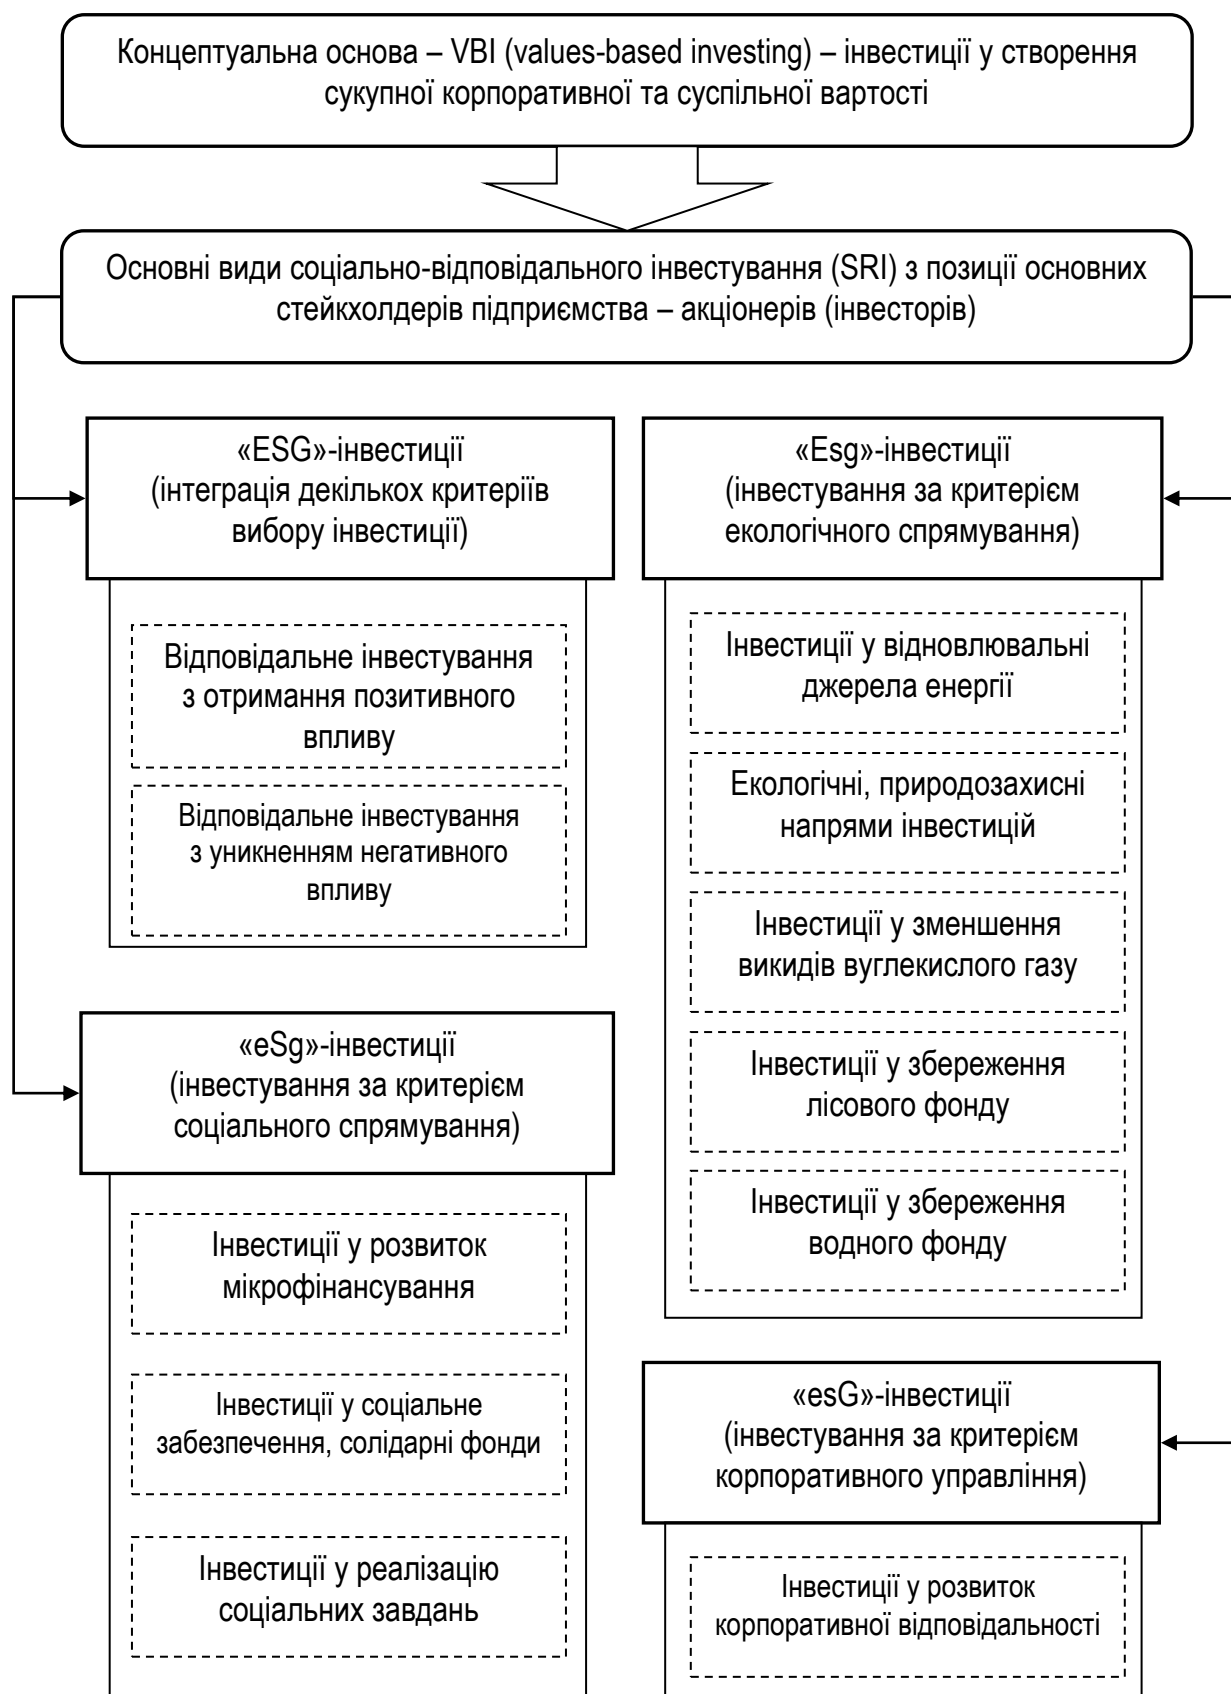 Концептуальна основа – VBI (values-based investing) – інвестиції у створення
сукупної корпоративної та суспільної вартості
Основні види соціально-відповідального інвестування (SRI) з позиції основних
стейкхолдерів підприємства – акціонерів (інвесторів)
«ESG»-інвестиції
(інтеграція декількох критеріїв
вибору інвестиції)
Відповідальне інвестування
з отримання позитивного
впливу
Відповідальне інвестування
з уникненням негативного
впливу
«eSg»-інвестиції
(інвестування за критерієм
соціального спрямування)
Інвестиції у розвиток
мікрофінансування
Інвестиції у соціальне
забезпечення, солідарні фонди
Інвестиції у реалізацію
соціальних завдань
«Esg»-інвестиції
(інвестування за критерієм
екологічного спрямування)
Інвестиції у відновлювальні
джерела енергії
Екологічні, природозахисні
напрями інвестицій
Інвестиції у зменшення
викидів вуглекислого газу
Інвестиції у збереження
лісового фонду
Інвестиції у збереження
водного фонду
«esG»-інвестиції
(інвестування за критерієм
корпоративного управління)
Інвестиції у розвиток
корпоративної відповідальності